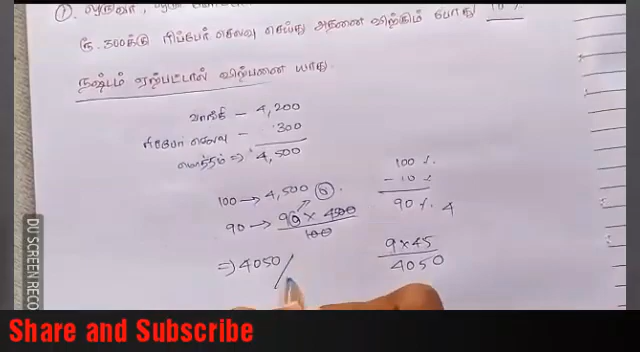 ரூ. 300க்கு ரிப்பேர் செலவு செய்து அதனை விற்கும் போது 10%
நஷ்டம் ஏற்பட்டால் விற்பனை யாது.
வாங்கி – 4,200
ரிப்பேர் செலவு – 300
மொத்தம் => 4,500
100 → 4,500
90 → 90 × 4500
100
=) 4050/
100 %
– 10 %
90 %
9 × 45
4050
DU SCREEN RECO
Share and Subscribe